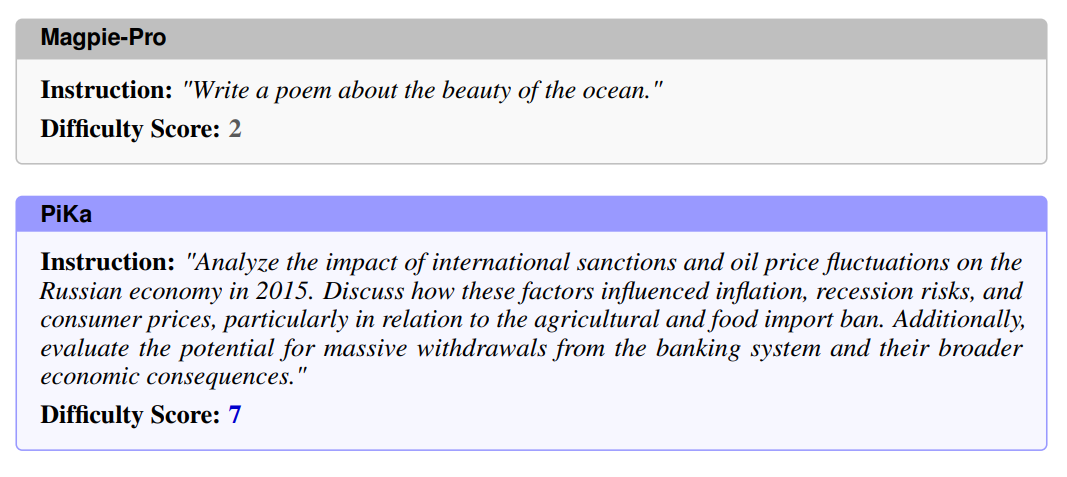 Magpie-Pro
Instruction: "Write a poem about the beauty of the ocean."
Difficulty Score: 2
PiKa
Instruction: "Analyze the impact of international sanctions and oil price fluctuations on the
Russian economy in 2015. Discuss how these factors influenced inflation, recession risks, and
consumer prices, particularly in relation to the agricultural and food import ban. Additionally,
evaluate the potential for massive withdrawals from the banking system and their broader
economic consequences."
Difficulty Score: 7